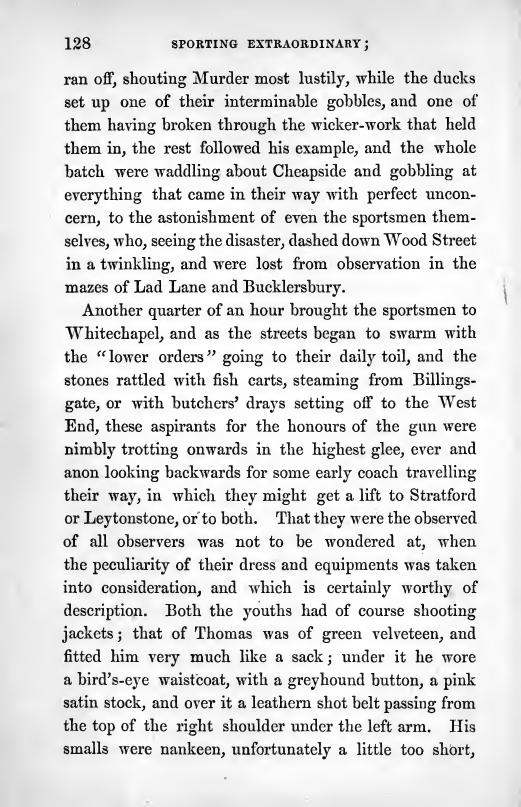 128 SPORTING EXTRAORDINARY;
ran off, shouting Murder most lustily, while the ducks
set up one of their interminable gobbles, and one of
them having broken through the wicker-work that held
them in, the rest followed his example, and the whole
batch were waddling about Cheapside and gobbling at
everything that came in their way with perfect uncon-
cern, to the astonishment of even the sportsmen them-
selves, who, seeing the disaster, dashed down Wood Street
in a twinkling, and were lost from observation in the
mazes of Lad Lane and Bucklersbury.
Another quarter of an hour brought the sportsmen to
Whitechapel, and as the streets began to swarm with
the "lower orders" going to their daily toil, and the
stones rattled with fish carts, steaming from Billings-
gate, or with butchers' drays setting off to the West
End, these aspirants for the honours of the gun were
nimbly trotting onwards in the highest glee, ever and
anon looking backwards for some early coach travelling
their way, in which they might get a lift to Stratford
or Leytonstone, or to both. That they were the observed
of all observers was not to be wondered at, when
the peculiarity of their dress and equipments was taken
into consideration, and which is certainly worthy of
description. Both the youths had of course shooting
jackets; that of Thomas was of green velveteen, and
fitted him very much like a sack; under it he wore
a bird's-eye waistcoat, with a greyhound button, a pink
satin stock, and over it a leathern shot belt passing from
the top of the right shoulder under the left arm. His
smalls were nankeen, unfortunately a little too short,